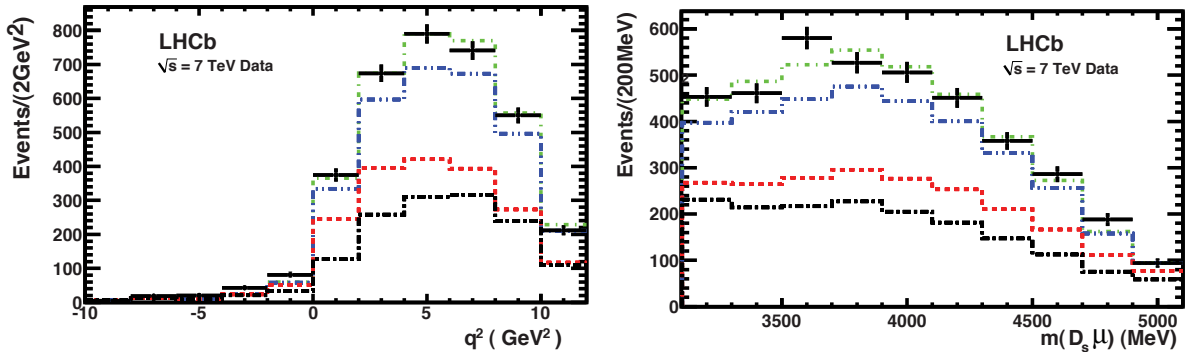 Events/(2GeV²)
800
700
600
500
400
300
200
100
0
LHCb
√s = 7 TeV Data
-10 -5 0 5 10
q² ( GeV²)
Events/(200MeV)
600
500
400
300
200
100
0
LHCb
√s = 7 TeV Data
3500 4000 4500 5000
m(Dₛμ) (MeV)